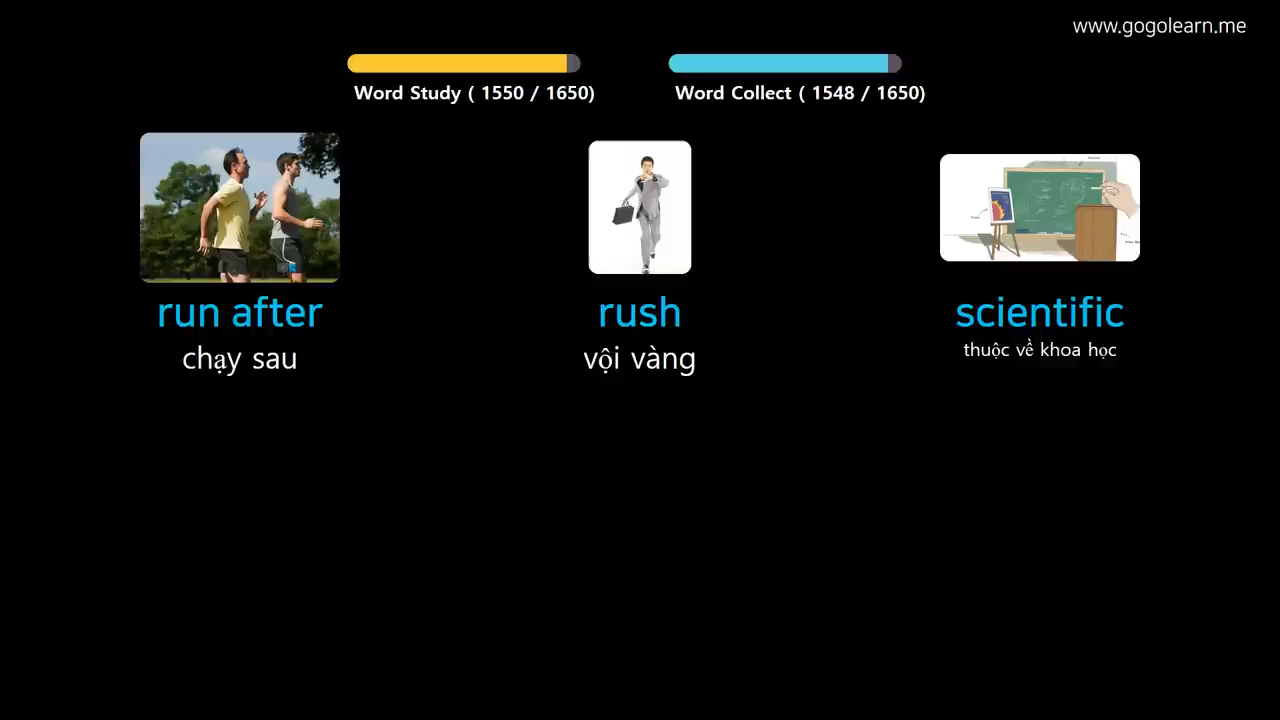 www.gogolearn.me
Word Study ( 1550 / 1650)
Word Collect ( 1548 / 1650)
run after
chạy sau
rush
vội vàng
scientific
thuộc về khoa học